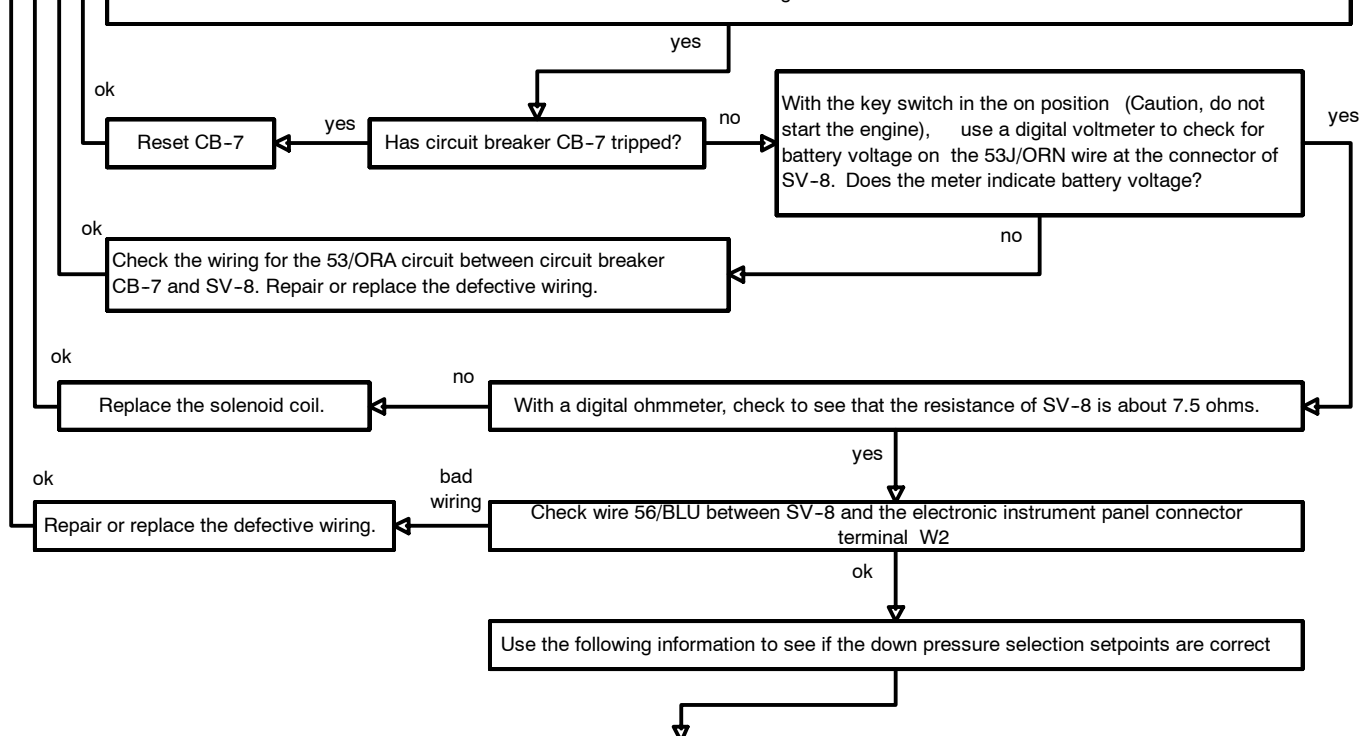 yes
ok
Reset CB-7
yes
Has circuit breaker CB-7 tripped?
no
With the key switch in the on position (Caution, do not
start the engine), use a digital voltmeter to check for
battery voltage on the 53J/ORN wire at the connector of
SV-8. Does the meter indicate battery voltage?
yes
no
ok
Check the wiring for the 53/ORA circuit between circuit breaker
CB-7 and SV-8. Repair or replace the defective wiring.
ok
Replace the solenoid coil.
no
With a digital ohmmeter, check to see that the resistance of SV-8 is about 7.5 ohms.
yes
ok
Repair or replace the defective wiring.
bad
wiring
Check wire 56/BLU between SV-8 and the electronic instrument panel connector
terminal W2
ok
Use the following information to see if the down pressure selection setpoints are correct